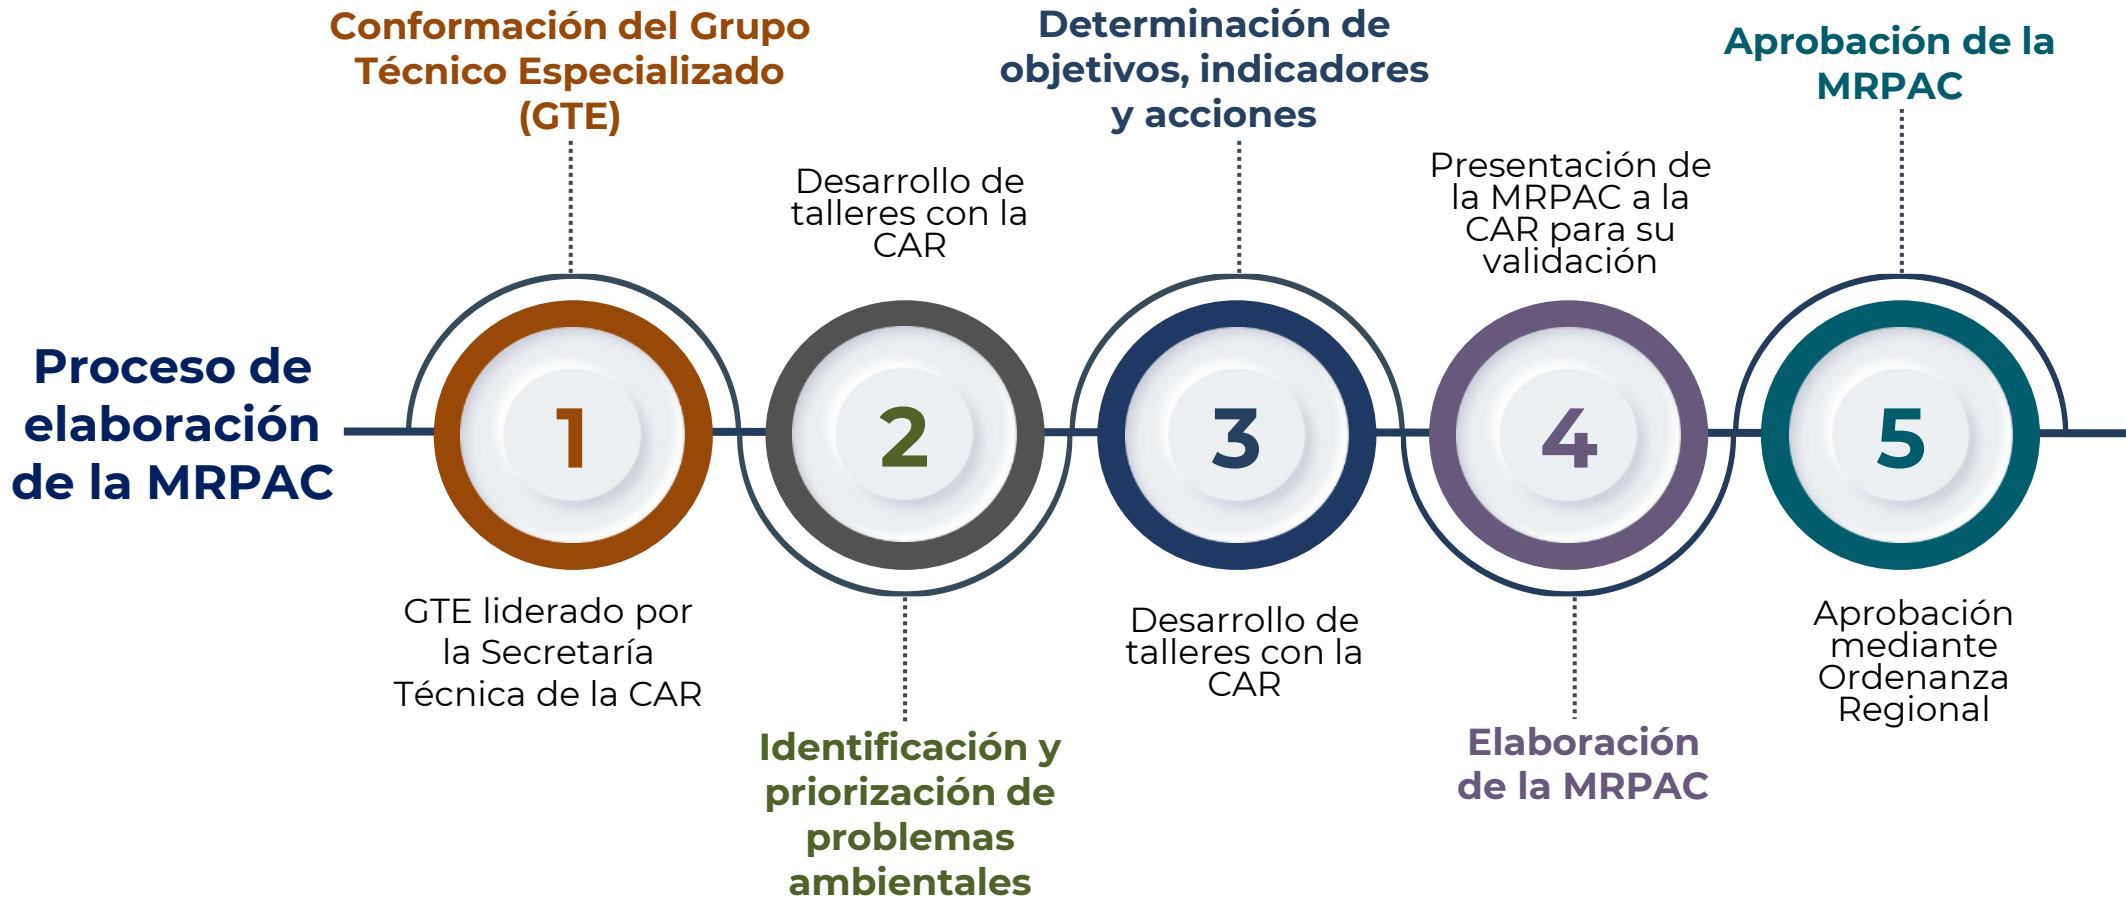 Proceso de
elaboración
de la MRPAC
Conformación del Grupo
Técnico Especializado
(GTE)
1
GTE liderado por
la Secretaría
Técnica de la CAR
Desarrollo de
talleres con la
CAR
2
Identificación y
priorización de
problemas
ambientales
Determinación de
objetivos, indicadores
y acciones
3
Desarrollo de
talleres con la
CAR
Presentación de
la MRPAC a la
CAR para su
validación
4
Elaboración
de la MRPAC
Aprobación de la
MRPAC
5
Aprobación
mediante
Ordenanza
Regional